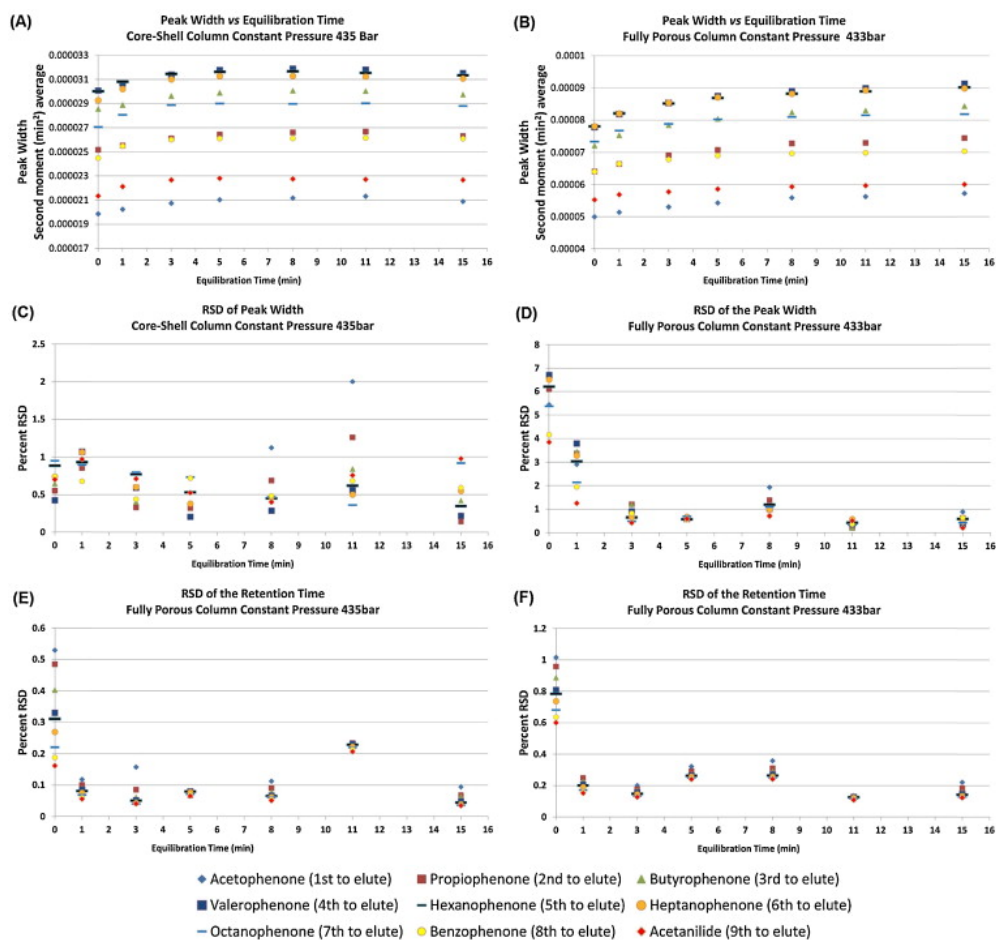 (A)
Peak Width vs Equilibration Time
Core-Shell Column Constant Pressure 435 Bar
Peak Width
Second moment (min²) average
0.000033
0.000031
0.000029
0.000027
0.000025
0.000023
0.000021
0.000019
0.000017
0 1 2 3 4 5 6 7 8 9 10 11 12 13 14 15 16
Equilibration Time (min)
(B)
Peak Width vs Equilibration Time
Fully Porous Column Constant Pressure 433bar
Peak Width
Second moment (min²) average
0.0001
0.00009
0.00008
0.00007
0.00006
0.00005
0.00004
0 1 2 3 4 5 6 7 8 9 10 11 12 13 14 15 16
Equilibration Time (min)
(C)
RSD of Peak Width
Core-Shell Column Constant Pressure 435bar
Percent RSD
2.5
2
1.5
1
0.5
0
0 1 2 3 4 5 6 7 8 9 10 11 12 13 14 15 16
Equilibration Time (min)
(D)
RSD of the Peak Width
Fully Porous Column Constant Pressure 433bar
Percent RSD
8
7
6
5
4
3
2
1
0
0 1 2 3 4 5 6 7 8 9 10 11 12 13 14 15 16
Equilibration Time (min)
(E)
RSD of the Retention Time
Fully Porous Column Constant Pressure 435bar
Percent RSD
0.6
0.5
0.4
0.3
0.2
0.1
0
0 1 2 3 4 5 6 7 8 9 10 11 12 13 14 15 16
Equilibration Time (min)
(F)
RSD of the Retention Time
Fully Porous Column Constant Pressure 433bar
Percent RSD
1.2
1
0.8
0.6
0.4
0.2
0
0 1 2 3 4 5 6 7 8 9 10 11 12 13 14 15 16
Equilibration Time (min)
Acetophenone (1st to elute) Propiophenone (2nd to elute) Butyrophenone (3rd to elute)
Valerophenone (4th to elute) Hexanophenone (5th to elute) Heptanophenone (6th to elute)
Octanophenone (7th to elute) Benzophenone (8th to elute) Acetanilide (9th to elute)